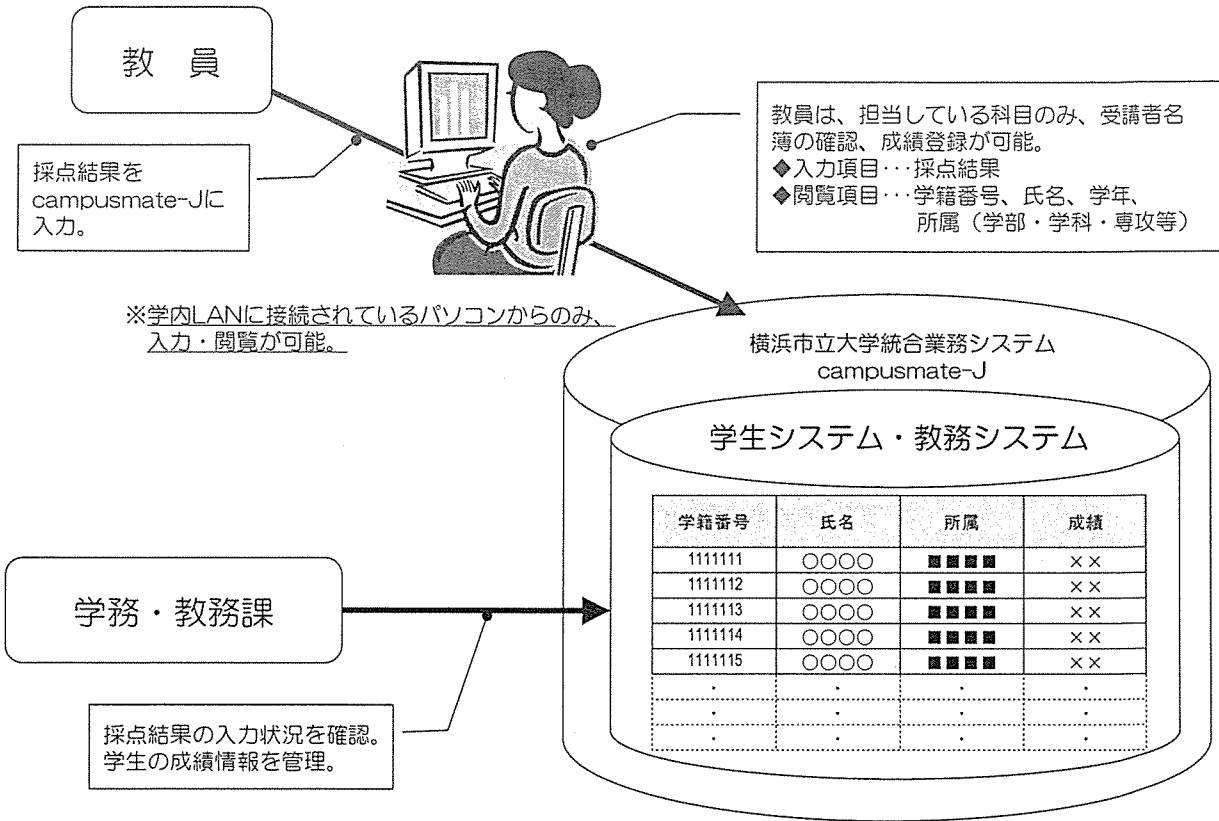 教　員
採点結果を
campusmate-Jに
入力。
教員は、担当している科目のみ、受講者名
簿の確認、成績登録が可能。
◆入力項目･･･採点結果
◆閲覧項目･･･学籍番号、氏名、学年、
所属（学部・学科・専攻等）
※学内LANに接続されているパソコンからのみ、
入力・閲覧が可能。
横浜市立大学統合業務システム
campusmate-J
学生システム・教務システム
学籍番号 氏名 所属 成績
1111111 ○○○○ ■■■■ ××
1111112 ○○○○ ■■■■ ××
1111113 ○○○○ ■■■■ ××
1111114 ○○○○ ■■■■ ××
1111115 ○○○○ ■■■■ ××
・ ・ ・ ・
・ ・ ・ ・
・ ・ ・ ・
学務・教務課
採点結果の入力状況を確認。
学生の成績情報を管理。